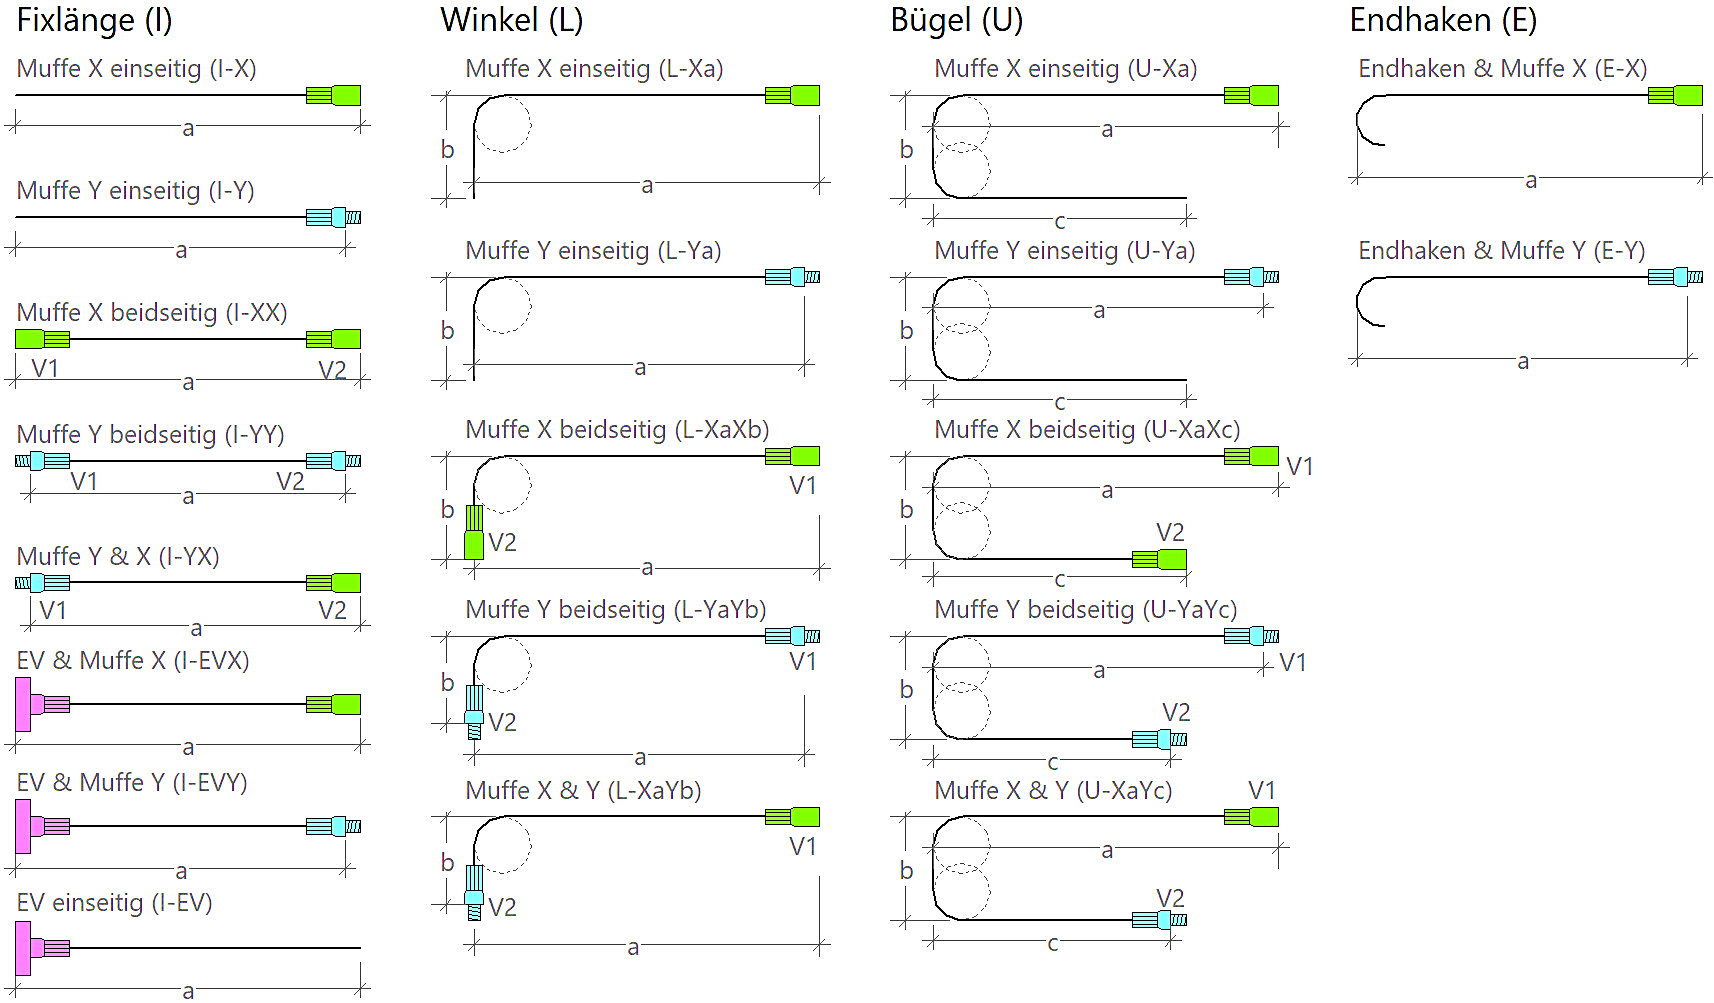 Fixlänge (I)
Muffe X einseitig (I-X)
a
Muffe Y einseitig (I-Y)
a
Muffe X beidseitig (I-XX)
V1
V2
a
Muffe Y beidseitig (I-YY)
V1
V2
a
Muffe Y & X (I-YX)
V1
V2
a
EV & Muffe X (I-EVX)
a
EV & Muffe Y (I-EVY)
a
EV einseitig (I-EV)
a
Winkel (L)
Muffe X einseitig (L-Xa)
b
a
Muffe Y einseitig (L-Ya)
b
a
Muffe X beidseitig (L-XaXb)
V1
b
V2
a
Muffe Y beidseitig (L-YaYb)
V1
b
V2
a
Muffe X & Y (L-XaYb)
V1
b
V2
a
Bügel (U)
Muffe X einseitig (U-Xa)
a
b
c
Muffe Y einseitig (U-Ya)
a
b
c
Muffe X beidseitig (U-XaXc)
V1
a
b
V2
c
Muffe Y beidseitig (U-YaYc)
V1
a
b
V2
c
Muffe X & Y (U-XaYc)
V1
a
b
V2
c
Endhaken (E)
Endhaken & Muffe X (E-X)
a
Endhaken & Muffe Y (E-Y)
a